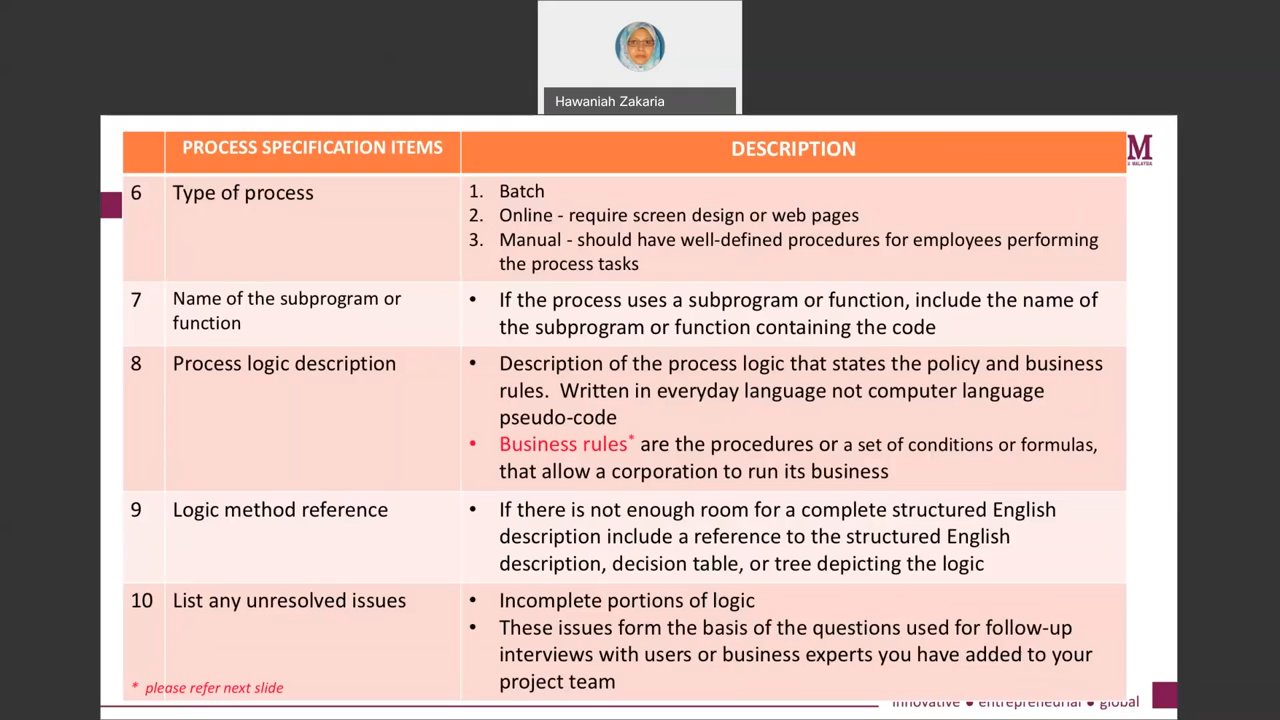 Hawaniah Zakaria
PROCESS SPECIFICATION ITEMS
DESCRIPTION
M
MALAYSIA
6
Type of process
1. Batch
2. Online - require screen design or web pages
3. Manual - should have well-defined procedures for employees performing
the process tasks
7
Name of the subprogram or
function
• If the process uses a subprogram or function, include the name of
the subprogram or function containing the code
8
Process logic description
• Description of the process logic that states the policy and business
rules. Written in everyday language not computer language
pseudo-code
• Business rules* are the procedures or a set of conditions or formulas,
that allow a corporation to run its business
9
Logic method reference
• If there is not enough room for a complete structured English
description include a reference to the structured English
description, decision table, or tree depicting the logic
10
List any unresolved issues
• Incomplete portions of logic
• These issues form the basis of the questions used for follow-up
interviews with users or business experts you have added to your
project team
* please refer next slide
innovative ● entrepreneurial ● global